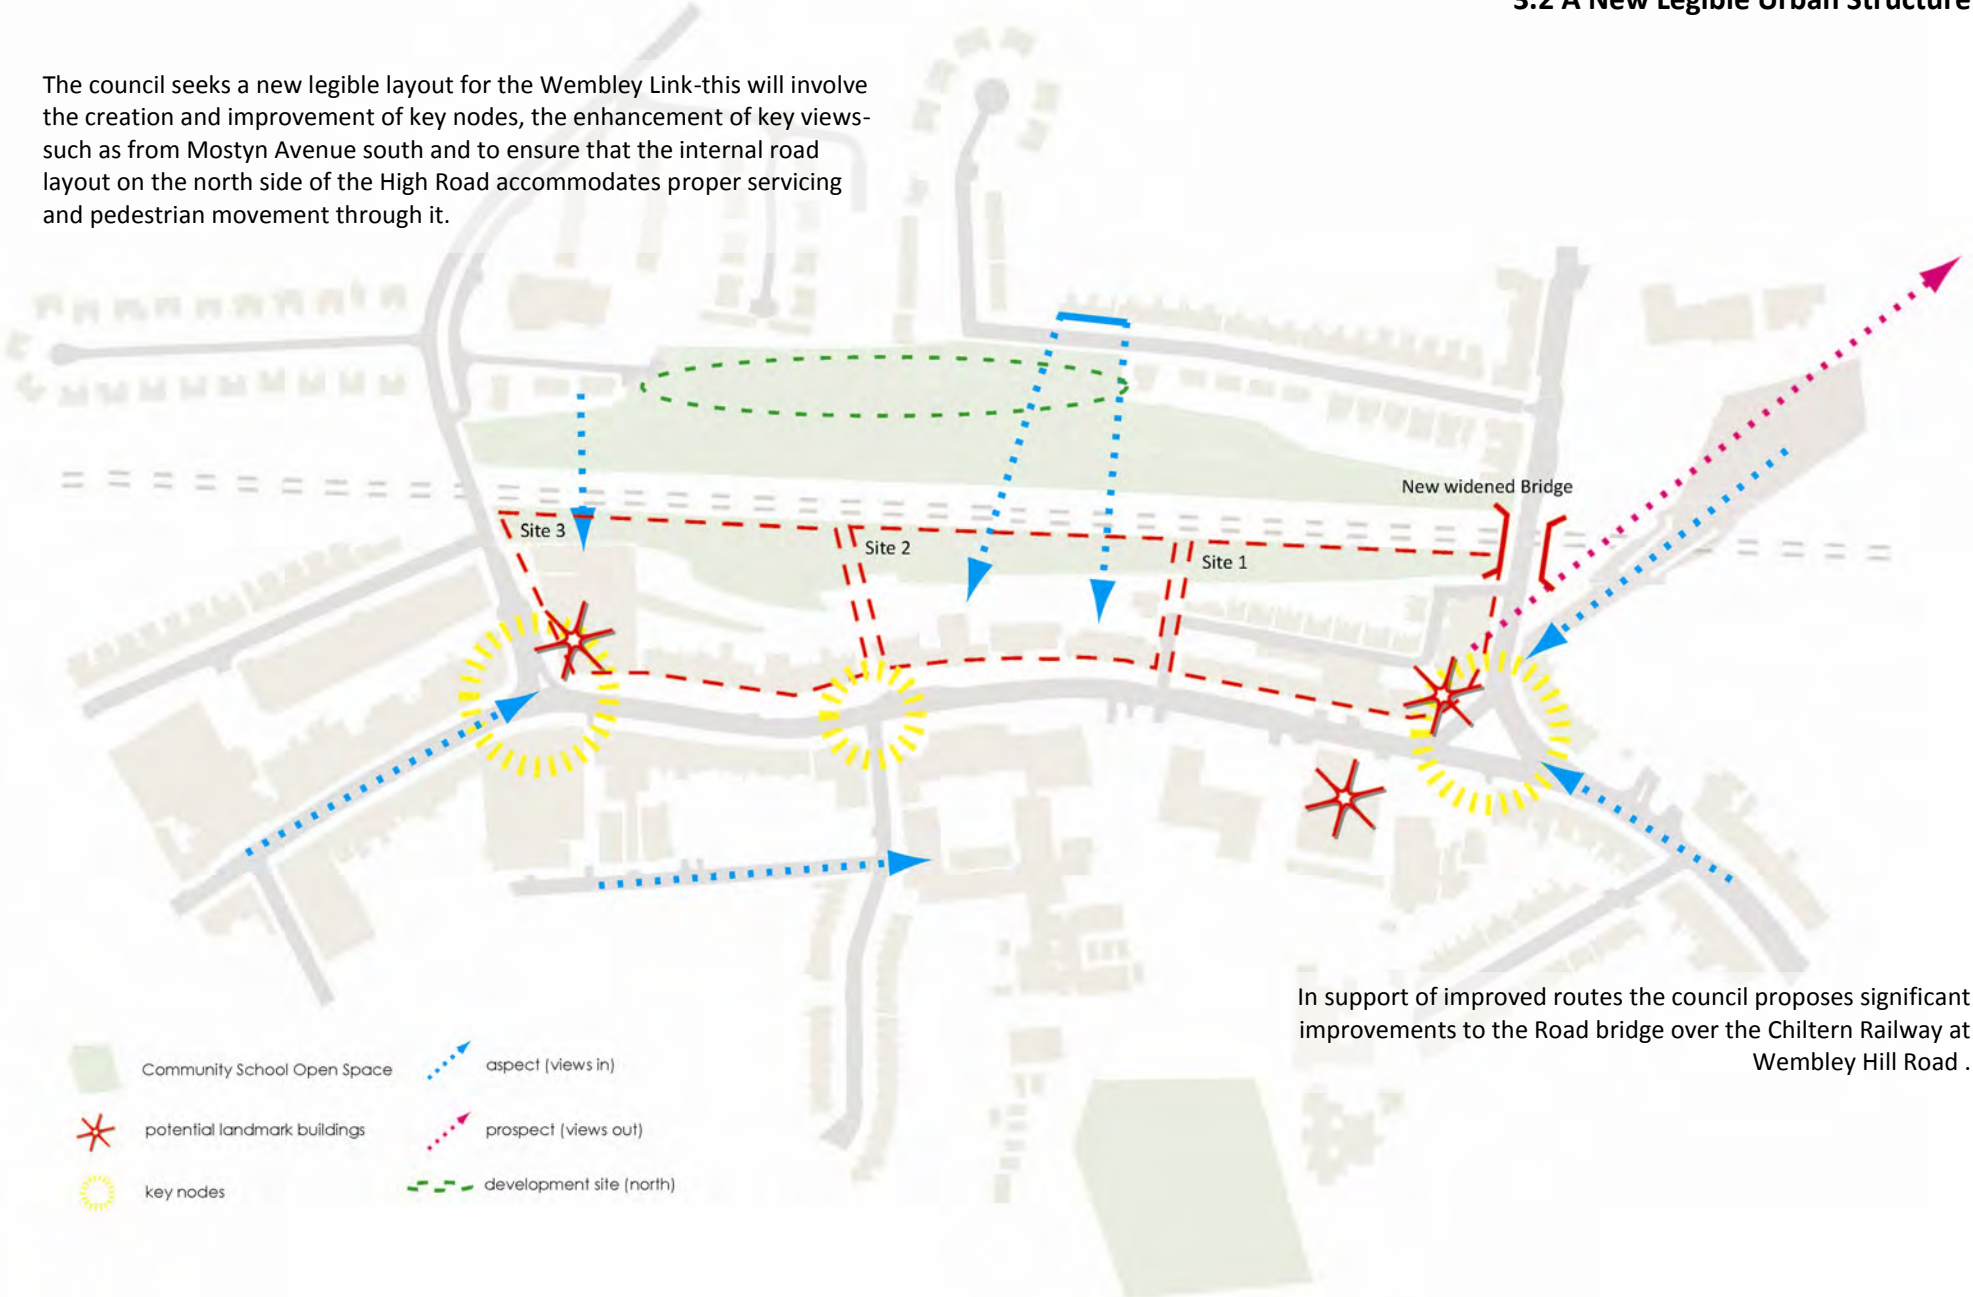 3.2 A New Legible Urban Structure
The council seeks a new legible layout for the Wembley Link-this will involve
the creation and improvement of key nodes, the enhancement of key views-
such as from Mostyn Avenue south and to ensure that the internal road
layout on the north side of the High Road accommodates proper servicing
and pedestrian movement through it.
New widened Bridge
Site 3
Site 2
Site 1
In support of improved routes the council proposes significant
improvements to the Road bridge over the Chiltern Railway at
Wembley Hill Road .
Community School Open Space
potential landmark buildings
key nodes
aspect (views in)
prospect (views out)
development site (north)